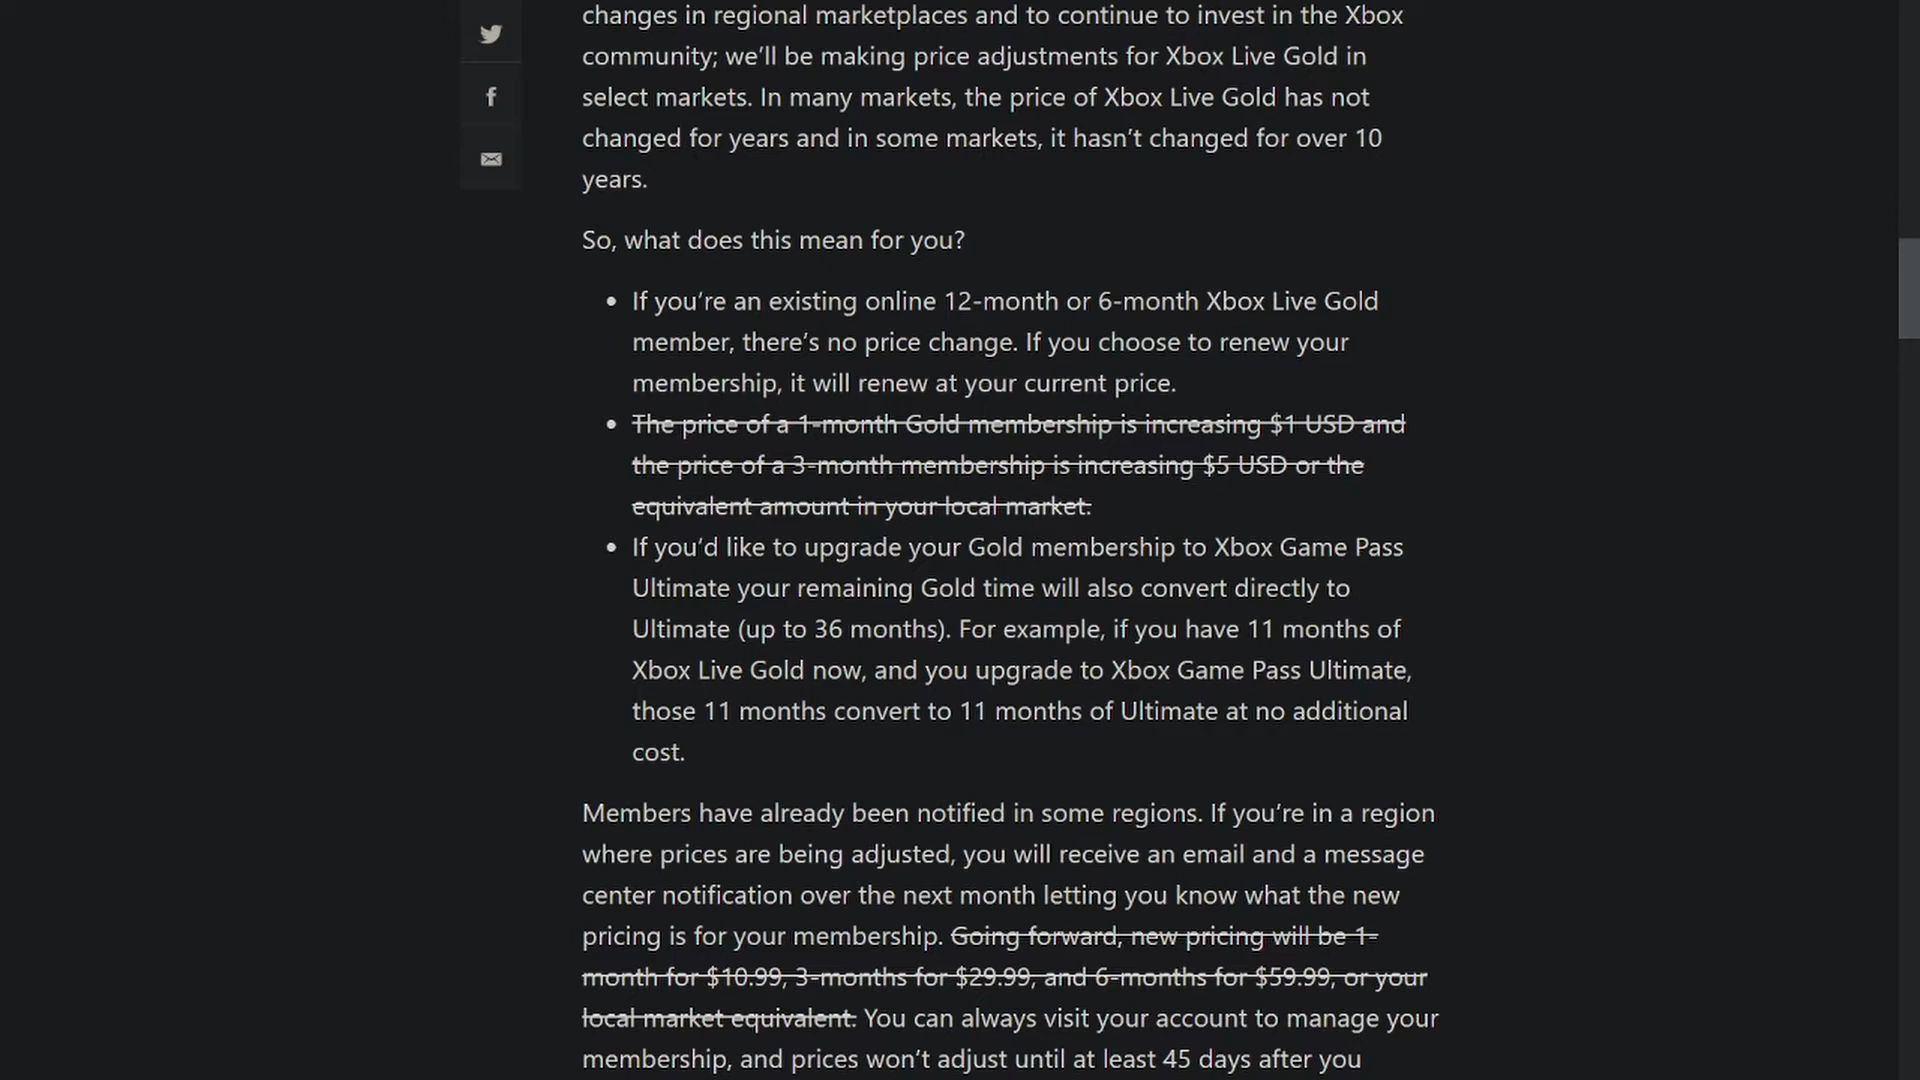 changes in regional marketplaces and to continue to invest in the Xbox
community; we’ll be making price adjustments for Xbox Live Gold in
select markets. In many markets, the price of Xbox Live Gold has not
changed for years and in some markets, it hasn’t changed for over 10
years.
So, what does this mean for you?
• If you’re an existing online 12-month or 6-month Xbox Live Gold
member, there’s no price change. If you choose to renew your
membership, it will renew at your current price.
• The price of a 1-month Gold membership is increasing $1 USD and
the price of a 3-month membership is increasing $5 USD or the
equivalent amount in your local market.
• If you’d like to upgrade your Gold membership to Xbox Game Pass
Ultimate your remaining Gold time will also convert directly to
Ultimate (up to 36 months). For example, if you have 11 months of
Xbox Live Gold now, and you upgrade to Xbox Game Pass Ultimate,
those 11 months convert to 11 months of Ultimate at no additional
cost.
Members have already been notified in some regions. If you’re in a region
where prices are being adjusted, you will receive an email and a message
center notification over the next month letting you know what the new
pricing is for your membership. Going forward, new pricing will be 1-
month for $10.99, 3-months for $29.99, and 6-months for $59.99, or your
local market equivalent. You can always visit your account to manage your
membership, and prices won’t adjust until at least 45 days after you